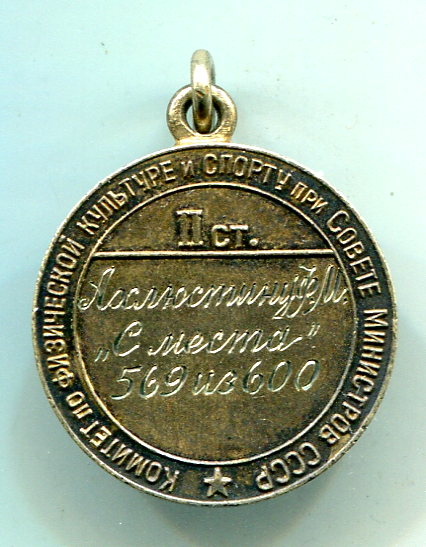 КОМИТЕТ ПО ФИЗИЧЕСКОЙ КУЛЬТУРЕ И СПОРТУ ПРИ СОВЕТЕ МИНИСТРОВ СССР
II СТ.
„С места"
569 из 600